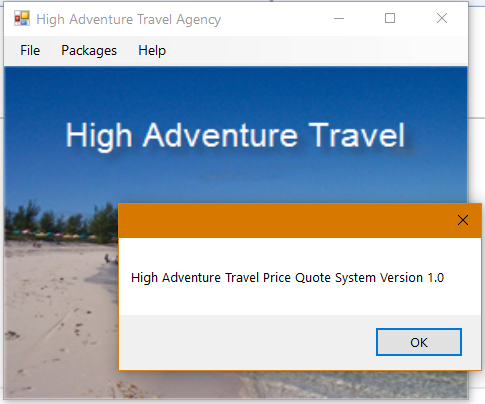 High Adventure Travel Agency
File Packages Help
High Adventure Travel
High Adventure Travel Price Quote System Version 1.0
OK